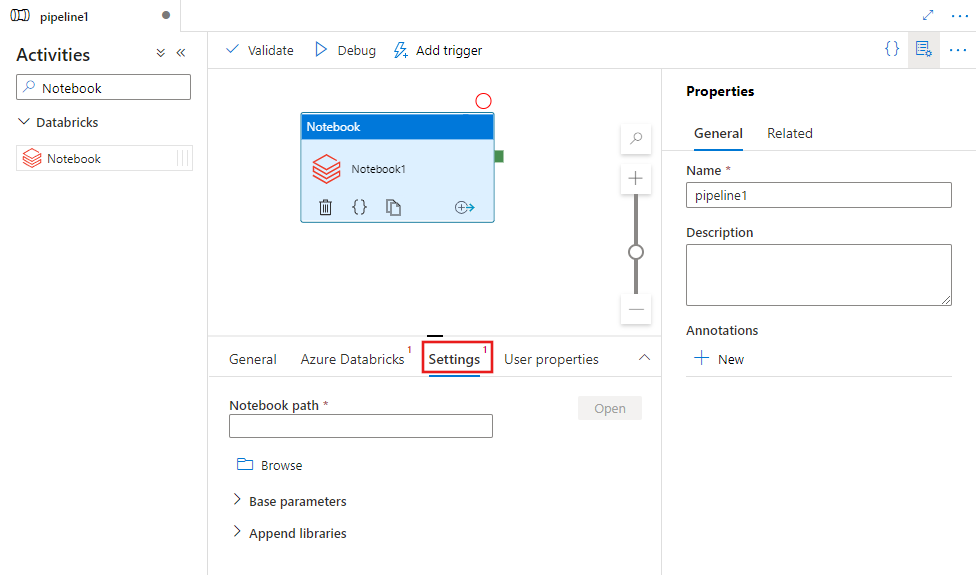 pipeline1
Activities
Notebook
Databricks
Notebook
Validate
Debug
Add trigger
{}
Notebook
Notebook1
{}
General
Azure Databricks 1
Settings 1
User properties
Notebook path *
Open
Browse
Base parameters
Append libraries
Properties
General
Related
Name *
pipeline1
Description
Annotations
New